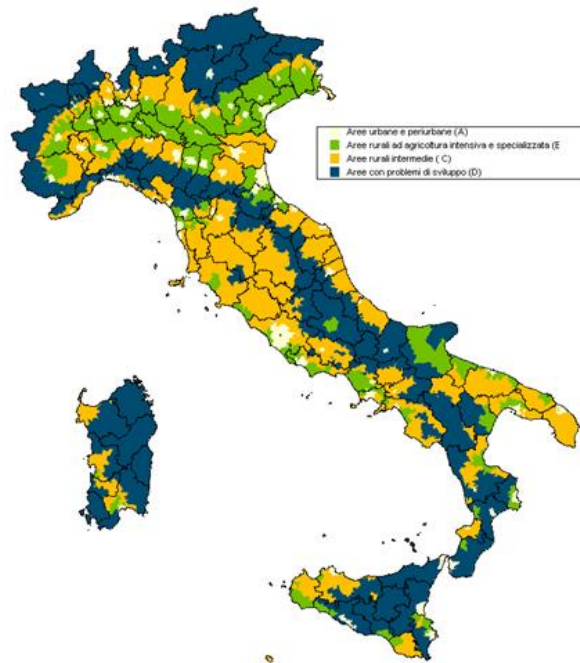 Aree urbane e periurbane (A)
Aree rurali ad agricoltura intensiva e specializzata (E
Aree rurali intermedie ( C)
Aree con problemi di sviluppo (D)